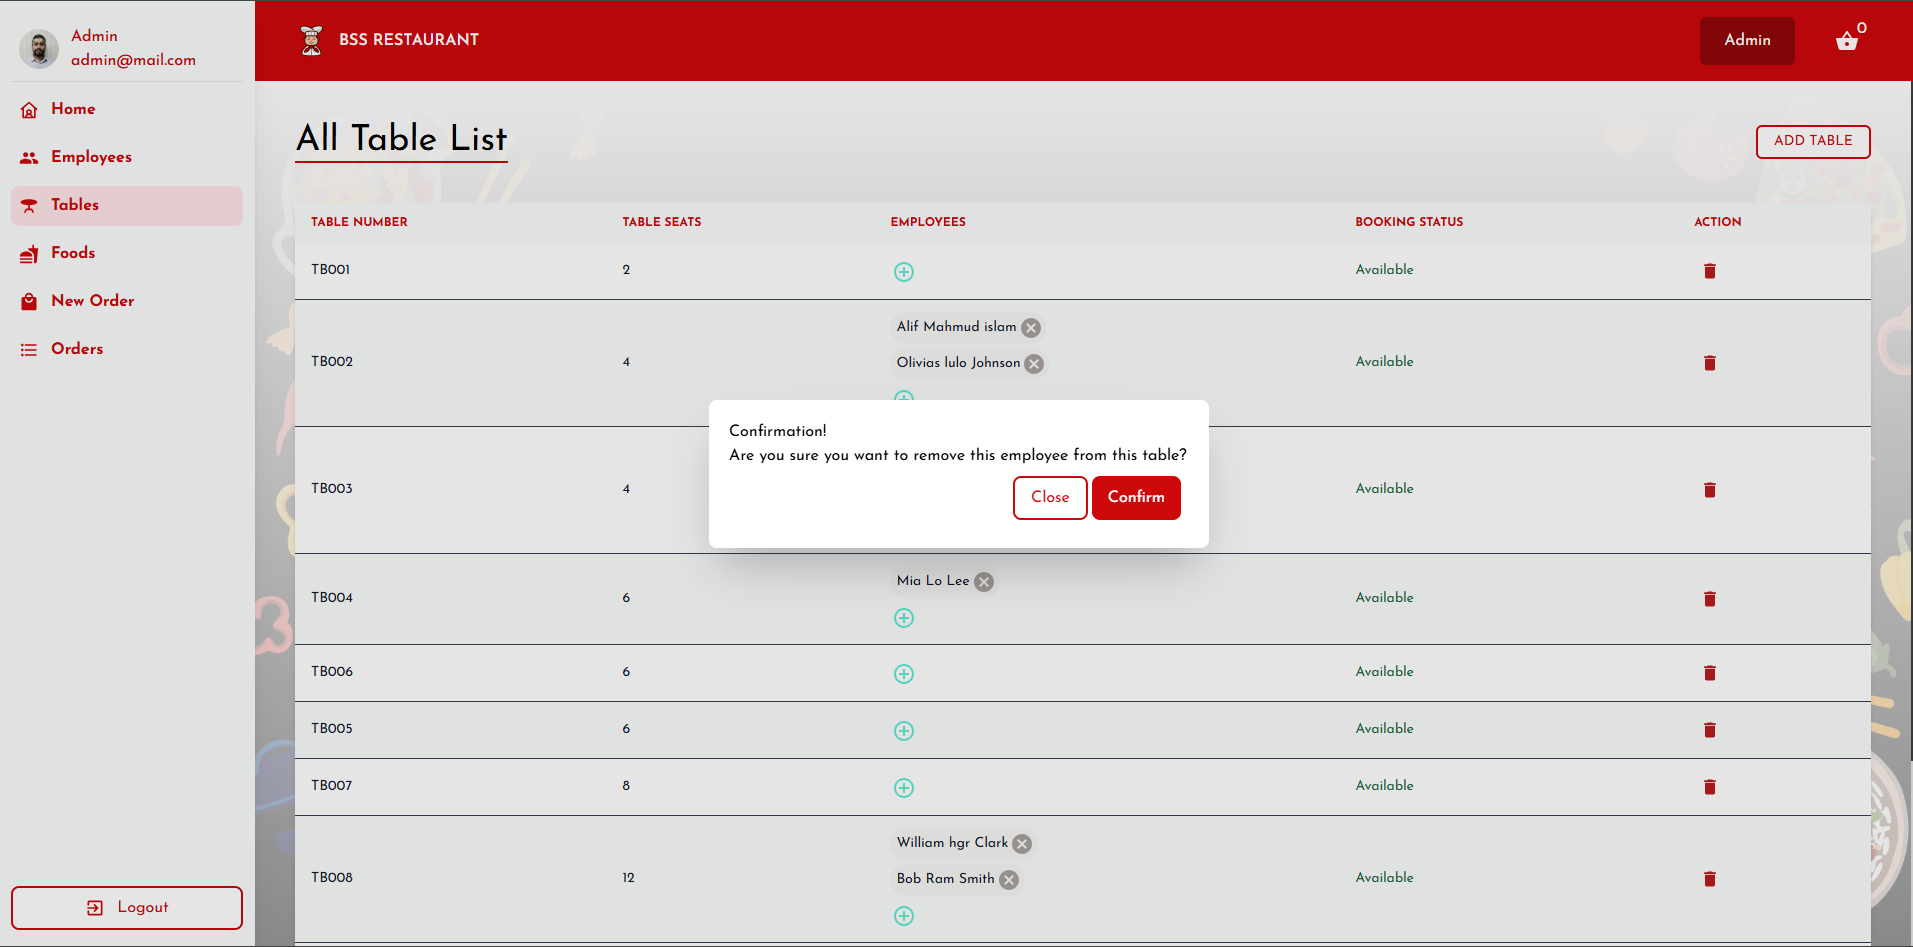 Admin
admin@mail.com
Home
Employees
Tables
Foods
New Order
Orders
Logout
BSS RESTAURANT
Admin
0
All Table List
ADD TABLE
TABLE NUMBER TABLE SEATS EMPLOYEES BOOKING STATUS ACTION
TB001 2 Available
Alif Mahmud islam
TB002 4 Olivias lulo Johnson Available
Confirmation!
Are you sure you want to remove this employee from this table?
Close Confirm
TB003 4 Available
Mia Lo Lee
TB004 6 Available
TB006 6 Available
TB005 6 Available
TB007 8 Available
William hgr Clark
TB008 12 Bob Ram Smith Available